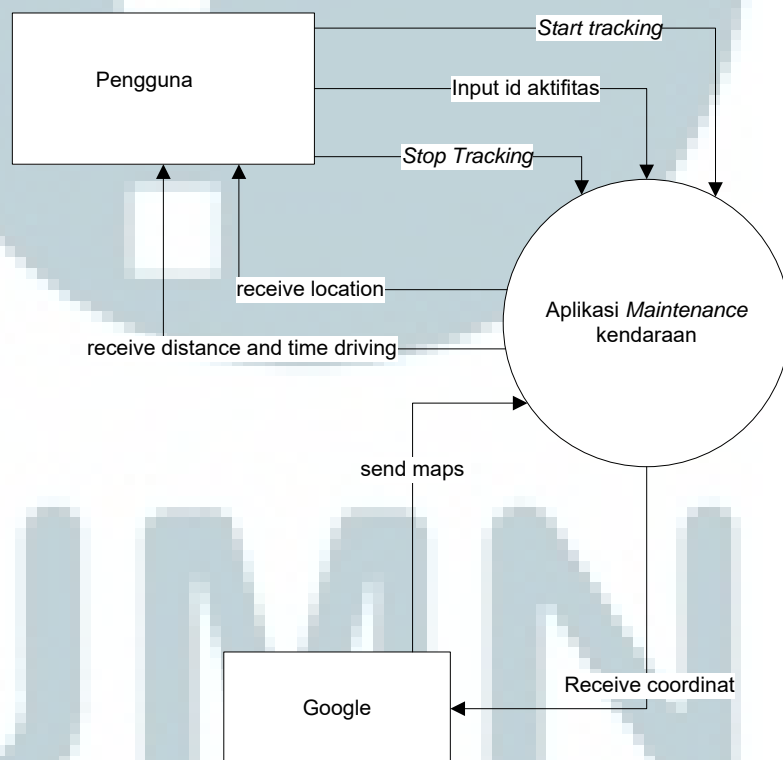 Start tracking
Pengguna
Input id aktifitas
Stop Tracking
receive location
Aplikasi Maintenance
kendaraan
receive distance and time driving
send maps
Receive coordinat
Google
UMN